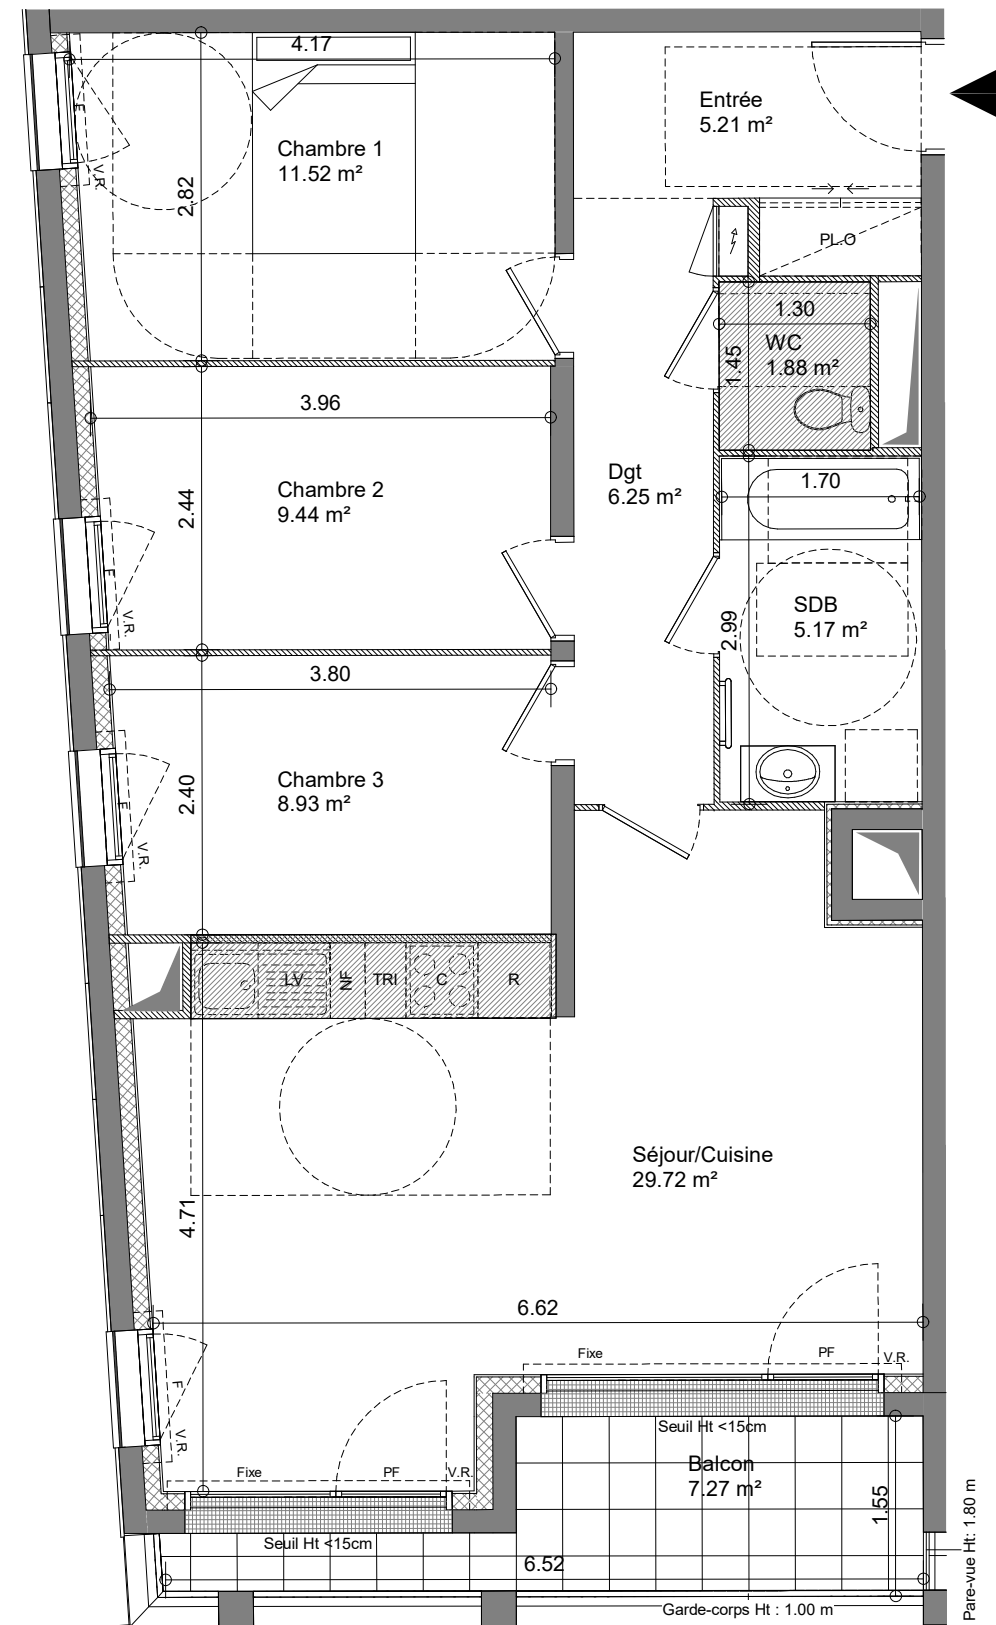 4.17
Entrée
5.21 m²
Chambre 1
11.52 m²
F
V.R.
2.82
PL.O
1.30
WC
1.88 m²
1.45
3.96
Chambre 2
9.44 m²
2.44
Dgt
6.25 m²
1.70
F
V.R.
SDB
5.17 m²
2.99
3.80
Chambre 3
8.93 m²
2.40
F
V.R.
LV
NF
TRI
C
R
Séjour/Cuisine
29.72 m²
4.71
6.62
Fixe
PF
V.R.
F
V.R.
Seuil Ht <15cm
Fixe
PF
V.R.
Balcon
7.27 m²
1.55
Seuil Ht <15cm
6.52
Garde-corps Ht : 1.00 m
Pare-vue Ht: 1.80 m